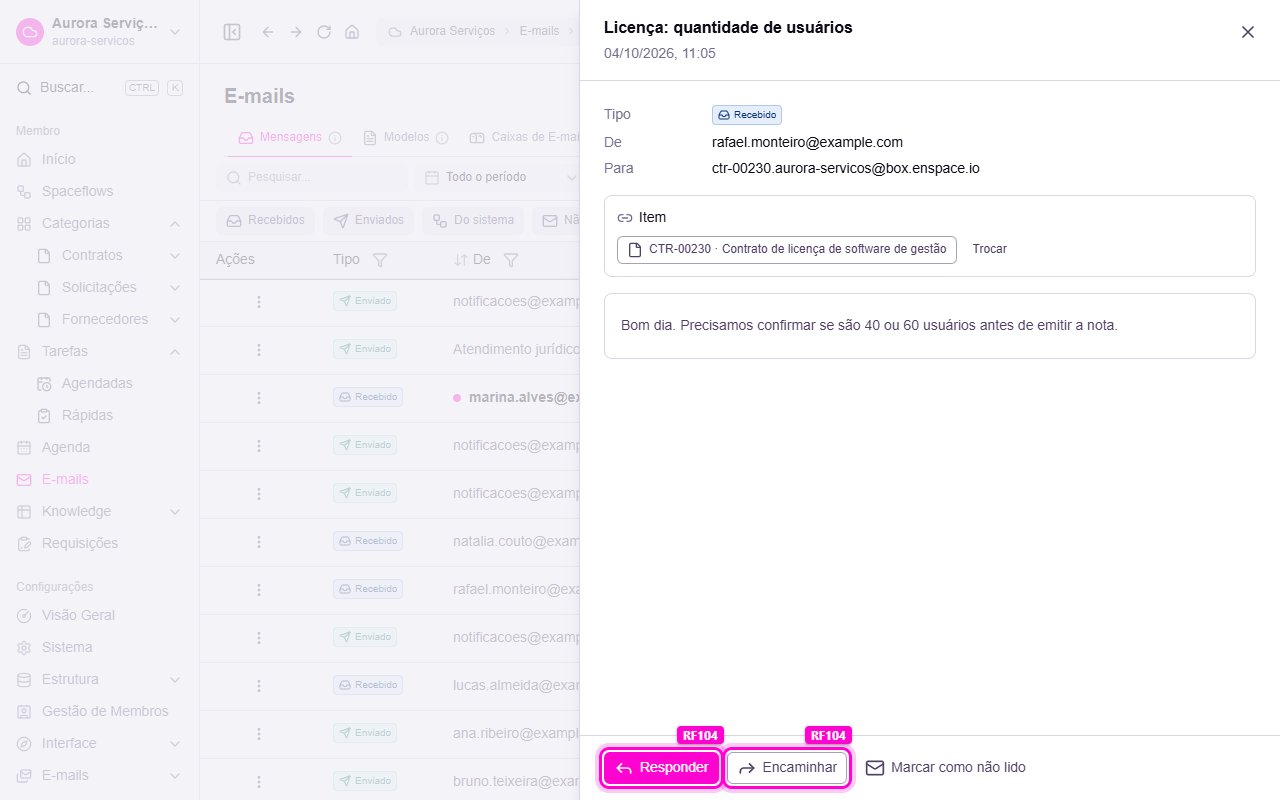 Aurora Serviç...
aurora-servicos
Buscar...
CTRL
K
Membro
Início
Spaceflows
Categorias
Contratos
Solicitações
Fornecedores
Tarefas
Agendadas
Rápidas
Agenda
E-mails
Knowledge
Requisições
Configurações
Visão Geral
Sistema
Estrutura
Gestão de Membros
Interface
E-mails
Aurora Serviços
E-mails
E-mails
Mensagens
Modelos
Caixas de E-mai
Pesquisar...
Todo o período
Recebidos
Enviados
Do sistema
Nã
Ações
Tipo
De
Enviado
notificacoes@examp
Enviado
Atendimento jurídico
Recebido
marina.alves@ex
Enviado
notificacoes@examp
Enviado
notificacoes@examp
Recebido
natalia.couto@exam
Recebido
rafael.monteiro@exa
Enviado
notificacoes@examp
Recebido
lucas.almeida@exar
Enviado
ana.ribeiro@exampl
Enviado
bruno.teixeira@exam
Licença: quantidade de usuários
04/10/2026, 11:05
Tipo
Recebido
De
rafael.monteiro@example.com
Para
ctr-00230.aurora-servicos@box.enspace.io
Item
CTR-00230 · Contrato de licença de software de gestão
Trocar
Bom dia. Precisamos confirmar se são 40 ou 60 usuários antes de emitir a nota.
RF104
RF104
Responder
Encaminhar
Marcar como não lido